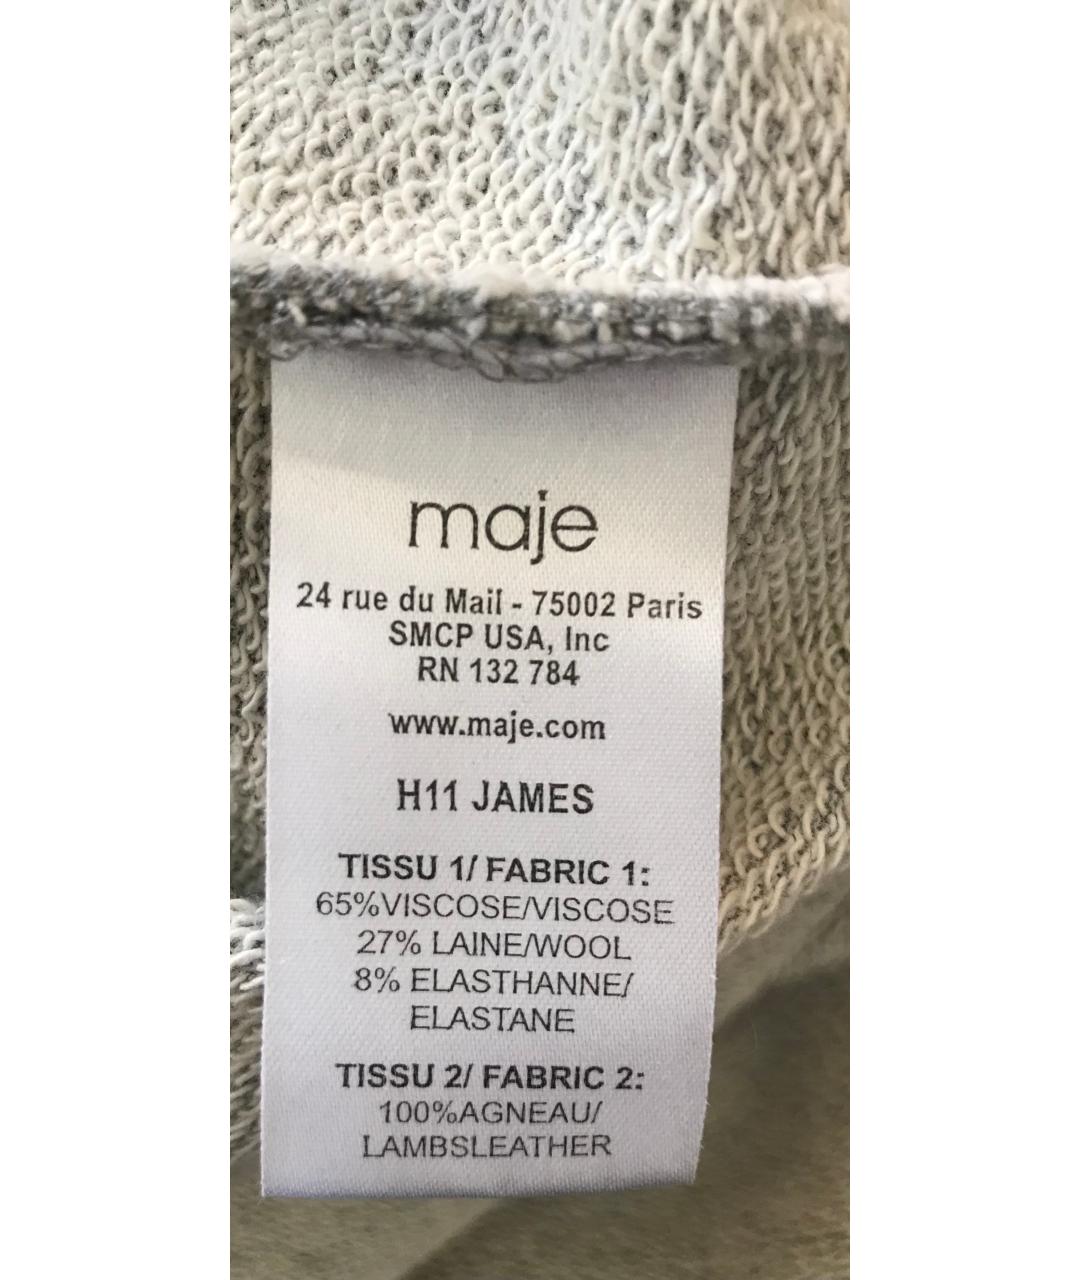 maje
24 rue du Mail - 75002 Paris
SMCP USA, Inc
RN 132 784
www.maje.com
H11 JAMES
TISSU 1/ FABRIC 1:
65%VISCOSE/VISCOSE
27% LAINE/WOOL
8% ELASTHANNE/
ELASTANE
TISSU 2/ FABRIC 2:
100%AGNEAU/
LAMBSLEATHER